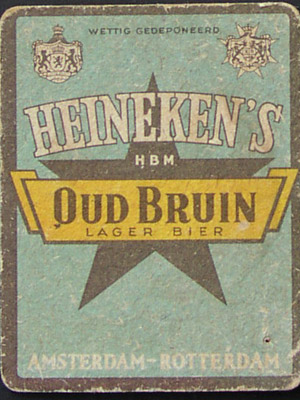 WETTIG GEDEPONEERD
HEINEKEN'S
HBM
OUD BRUIN
LAGER BIER
AMSTERDAM-ROTTERDAM